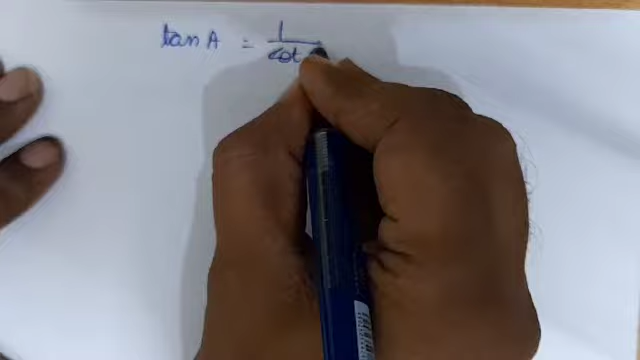 tan A = 1/cot